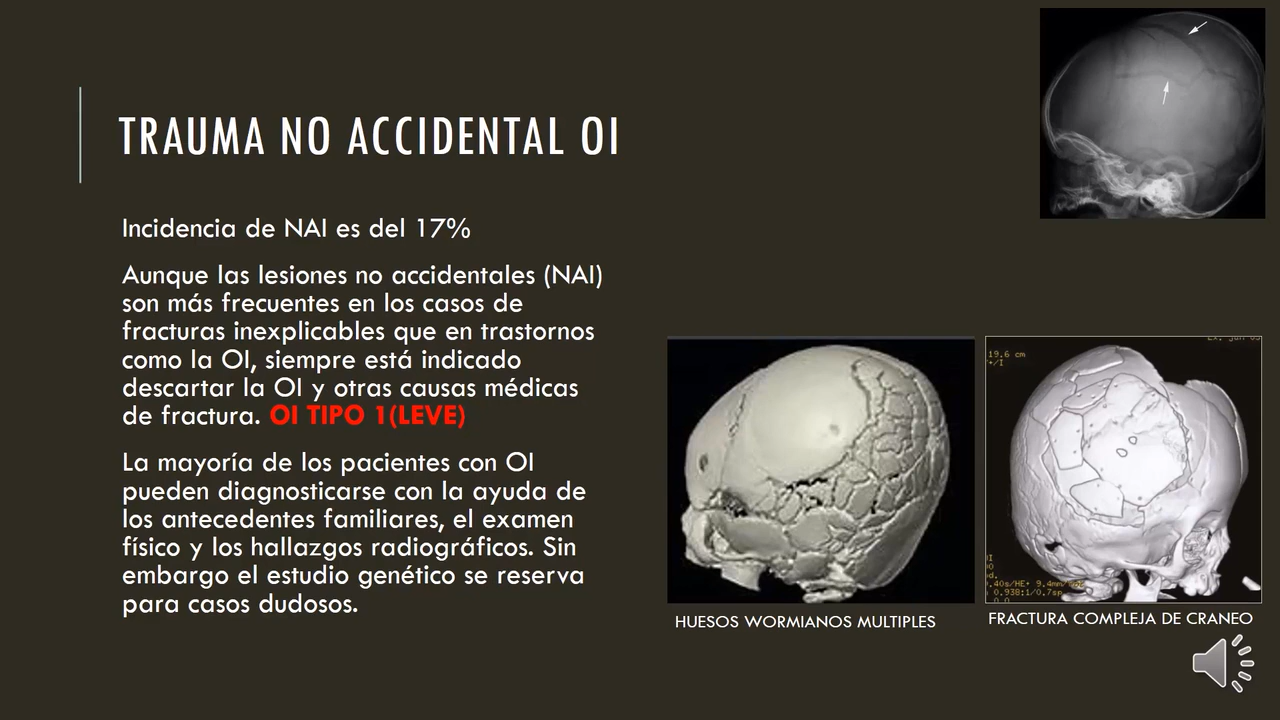 TRAUMA NO ACCIDENTAL OI
Incidencia de NAI es del 17%
Aunque las lesiones no accidentales (NAI)
son más frecuentes en los casos de
fracturas inexplicables que en trastornos
como la OI, siempre está indicado
descartar la OI y otras causas médicas
de fractura. OI TIPO 1(LEVE)
La mayoría de los pacientes con OI
pueden diagnosticarse con la ayuda de
los antecedentes familiares, el examen
físico y los hallazgos radiográficos. Sin
embargo el estudio genético se reserva
para casos dudosos.
19.6 cm
HUESOS WORMIANOS MULTIPLES
FRACTURA COMPLEJA DE CRANEO